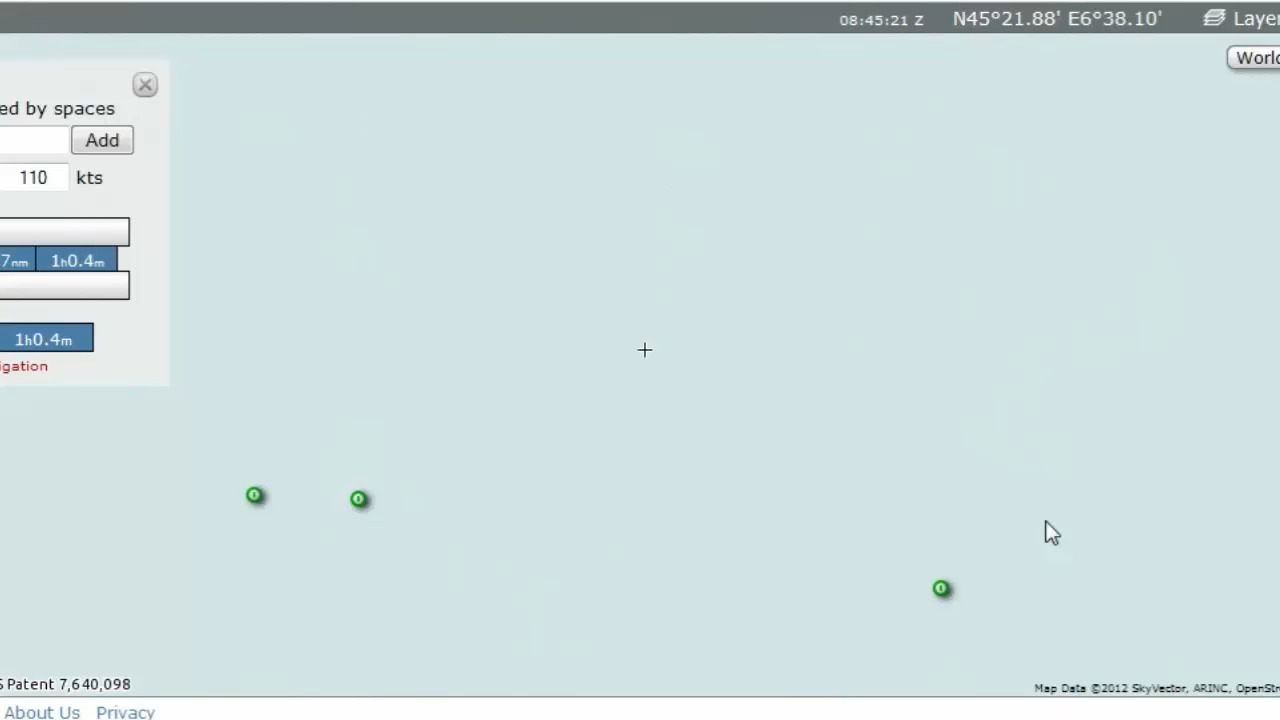 08:45:21 Z N45°21.88' E6°38.10' Layer
World
ed by spaces
Add
110 kts
7nm 1h0.4m
1h0.4m
igation
S Patent 7,640,098
Map Data ©2012 SkyVector, ARINC, OpenStr
About Us Privacy